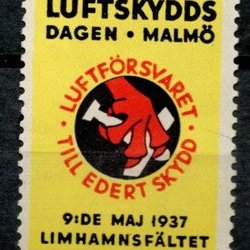 LUFTSKYDDS
DAGEN • MALMÖ
• LUFTFÖRSVARET •
TILL EDERT SKYDD
9:DE MAJ 1937
LIMHAMNSFÄLTET